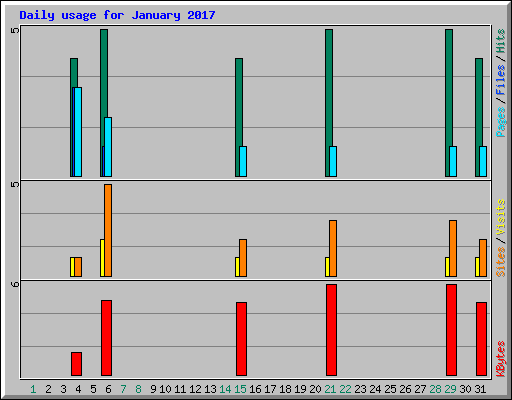 Daily usage for January 2017
5
5
6
Pages / Files / Hits
Sites / Visits
KBytes
1 2 3 4 5 6 7 8 9 10 11 12 13 14 15 16 17 18 19 20 21 22 23 24 25 26 27 28 29 30 31